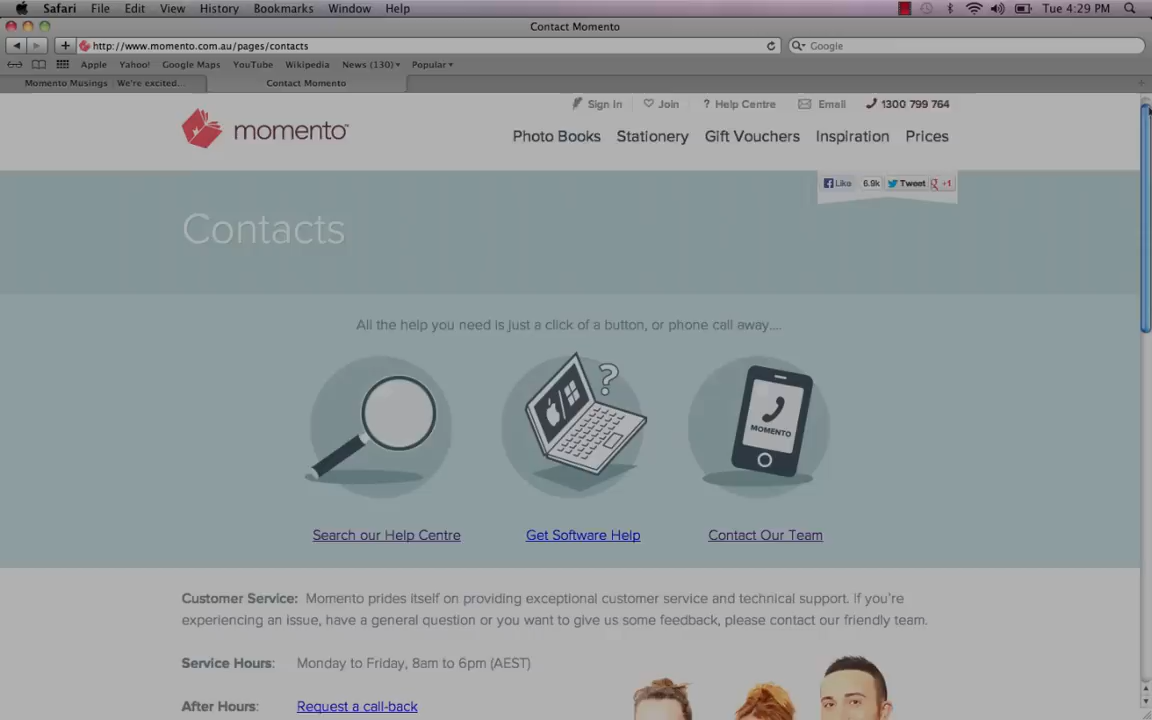 Safari File Edit View History Bookmarks Window Help Tue 4:29 PM
Contact Momento
http://www.momento.com.au/pages/contacts Google
Apple Yahoo! Google Maps YouTube Wikipedia News (130) Popular
Momento Musings . We're excited... Contact Momento
Sign In Join ? Help Centre Email 1300 799 764
momento
Photo Books Stationery Gift Vouchers Inspiration Prices
Like 6.9k Tweet +1
Contacts
All the help you need is just a click of a button, or phone call away....
?
MOMENTO
Search our Help Centre Get Software Help Contact Our Team
Customer Service: Momento prides itself on providing exceptional customer service and technical support. If you're
experiencing an issue, have a general question or you want to give us some feedback, please contact our friendly team.
Service Hours: Monday to Friday, 8am to 6pm (AEST)
After Hours: Request a call-back